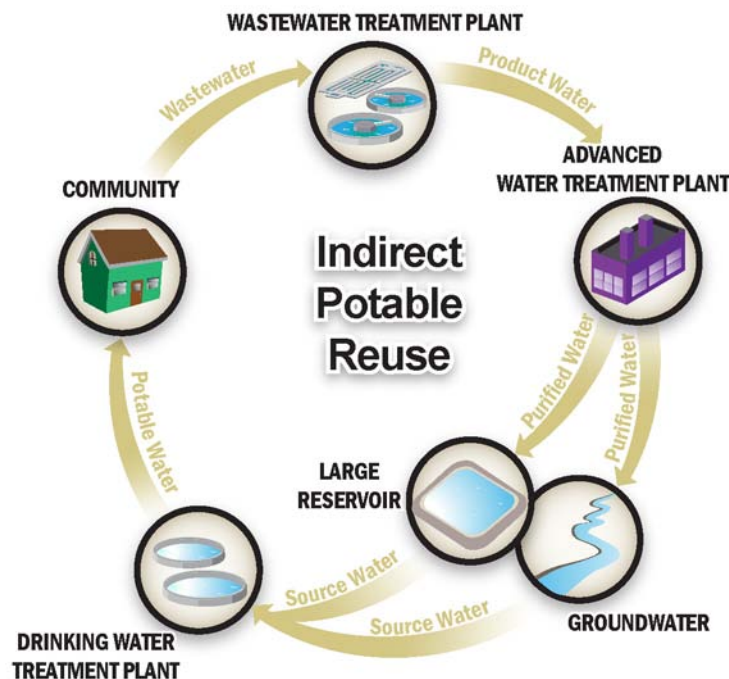 WASTEWATER TREATMENT PLANT
Wastewater
Product Water
ADVANCED
WATER TREATMENT PLANT
COMMUNITY
Indirect
Potable
Reuse
Purified Water
Purified Water
Potable Water
LARGE
RESERVOIR
Source Water
Source Water
GROUNDWATER
DRINKING WATER
TREATMENT PLANT